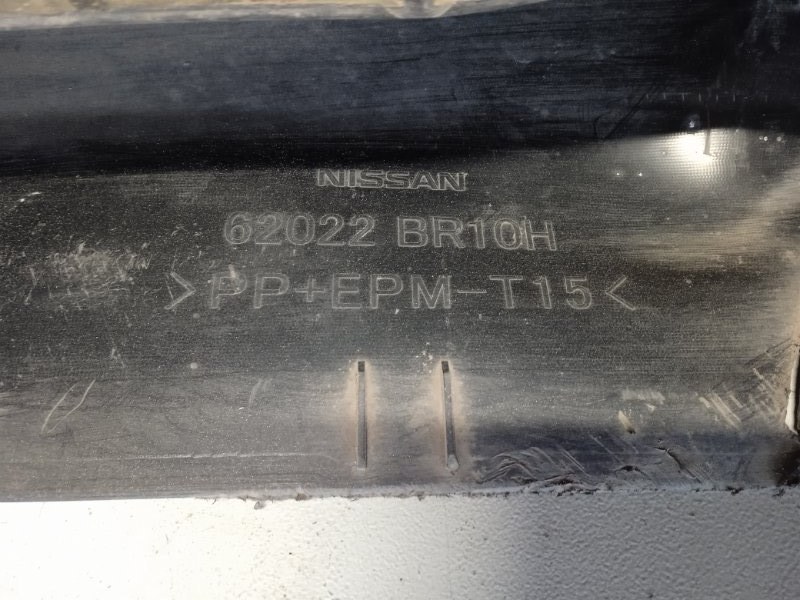 NISSAN
62022 BR10H
>PP+EPM-T15<